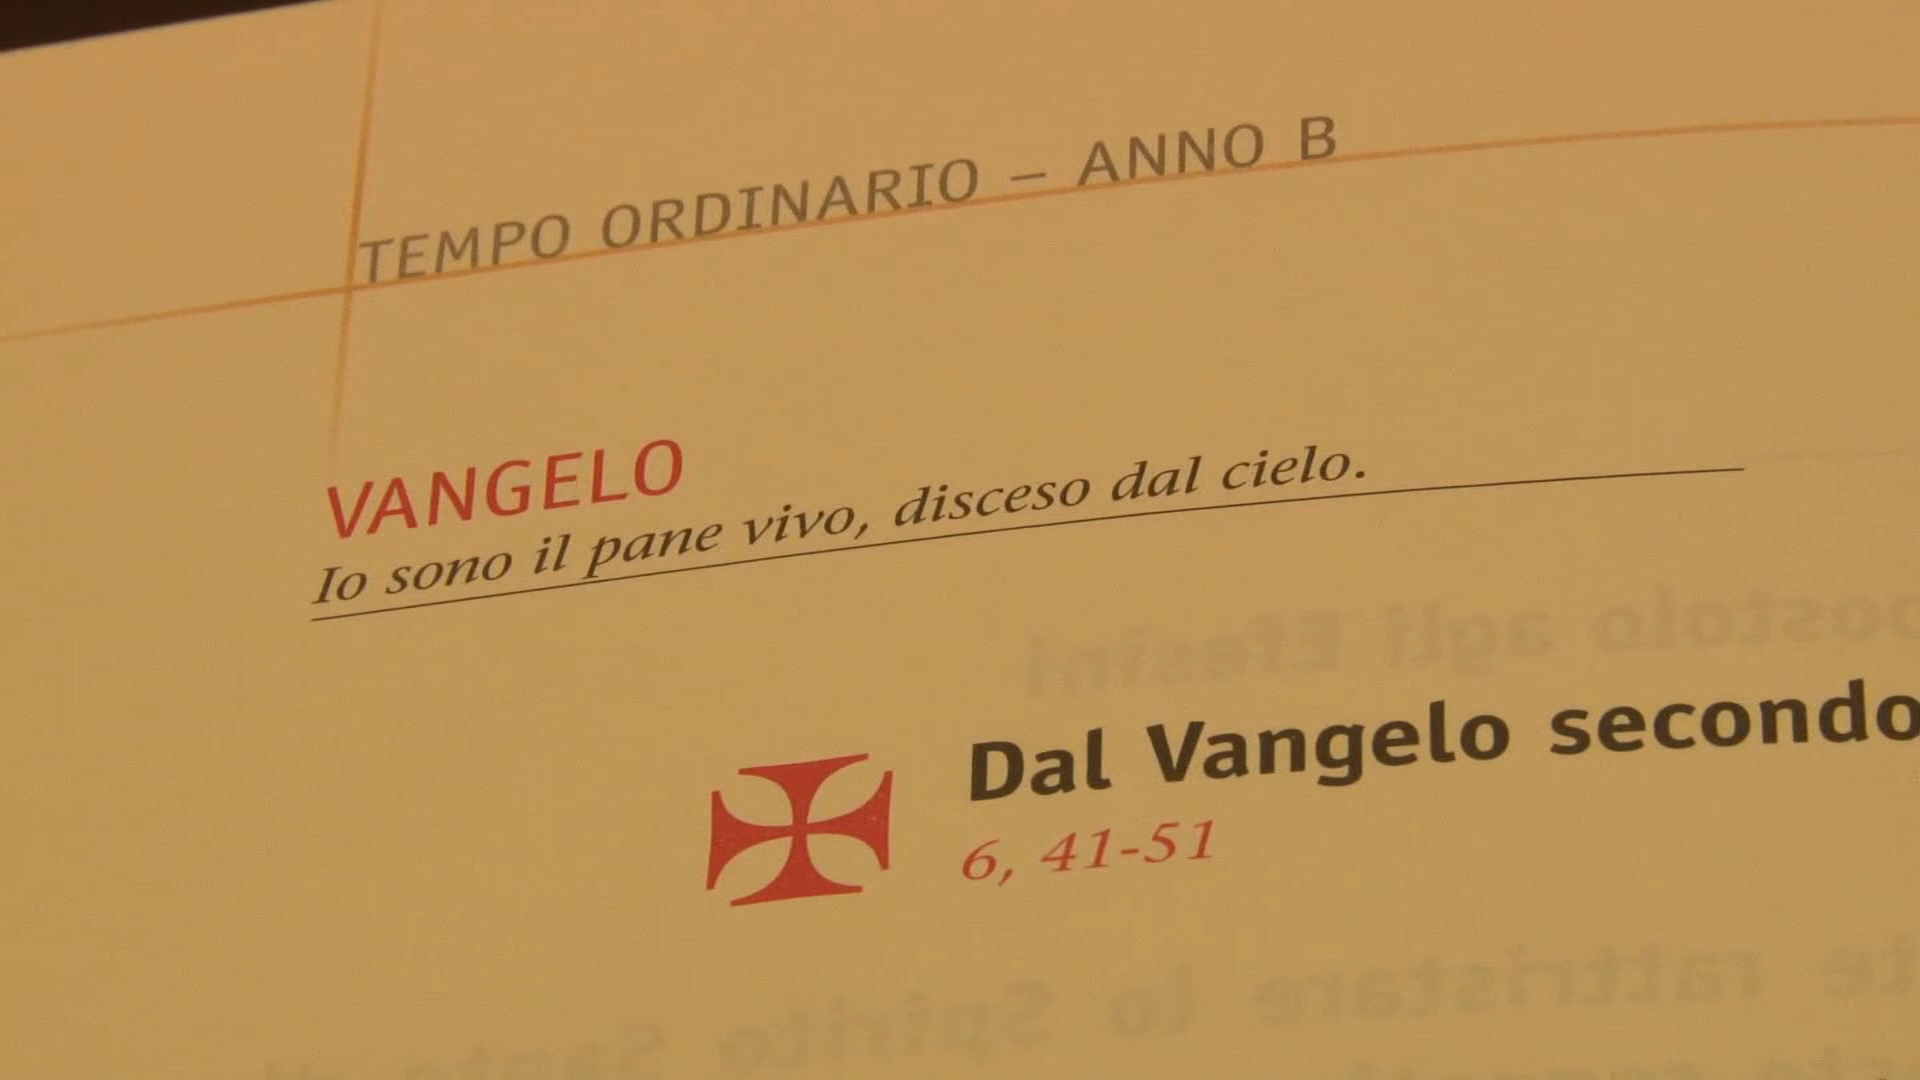 TEMPO ORDINARIO – ANNO B
VANGELO
Io sono il pane vivo, disceso dal cielo.
Dal Vangelo secondo
6, 41-51